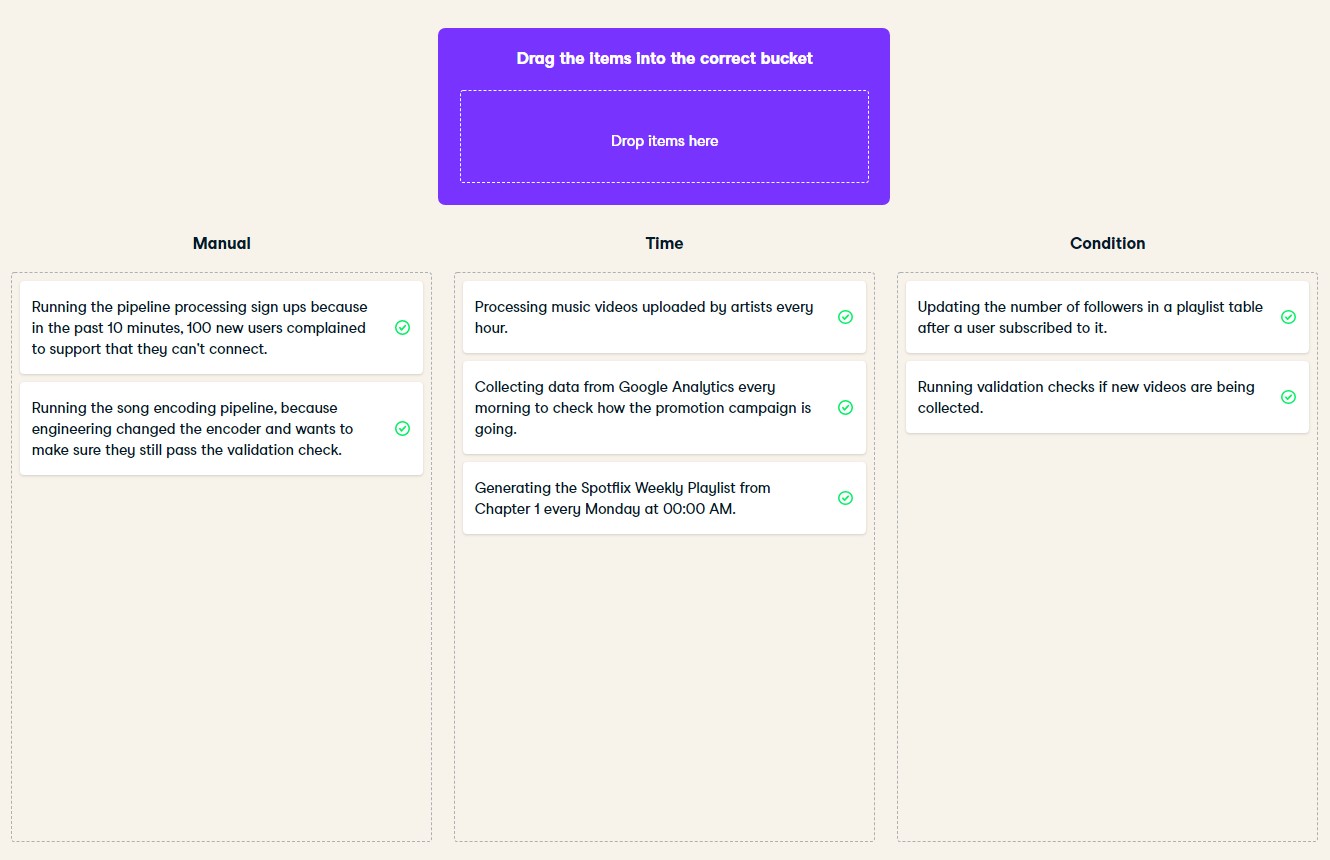 Drag the items into the correct bucket
Drop items here
Manual
Running the pipeline processing sign ups because
in the past 10 minutes, 100 new users complained
to support that they can't connect.
Running the song encoding pipeline, because
engineering changed the encoder and wants to
make sure they still pass the validation check.
Time
Processing music videos uploaded by artists every
hour.
Collecting data from Google Analytics every
morning to check how the promotion campaign is
going.
Generating the Spotflix Weekly Playlist from
Chapter 1 every Monday at 00:00 AM.
Condition
Updating the number of followers in a playlist table
after a user subscribed to it.
Running validation checks if new videos are being
collected.